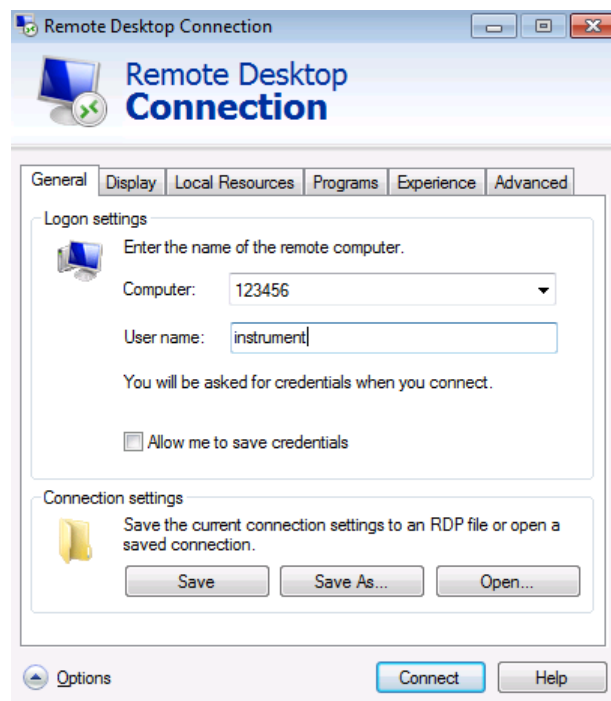 Remote Desktop Connection
Remote Desktop
Connection
General Display Local Resources Programs Experience Advanced
Logon settings
Enter the name of the remote computer.
Computer: 123456
User name: instrument
You will be asked for credentials when you connect.
Allow me to save credentials
Connection settings
Save the current connection settings to an RDP file or open a
saved connection.
Save Save As... Open...
Options Connect Help